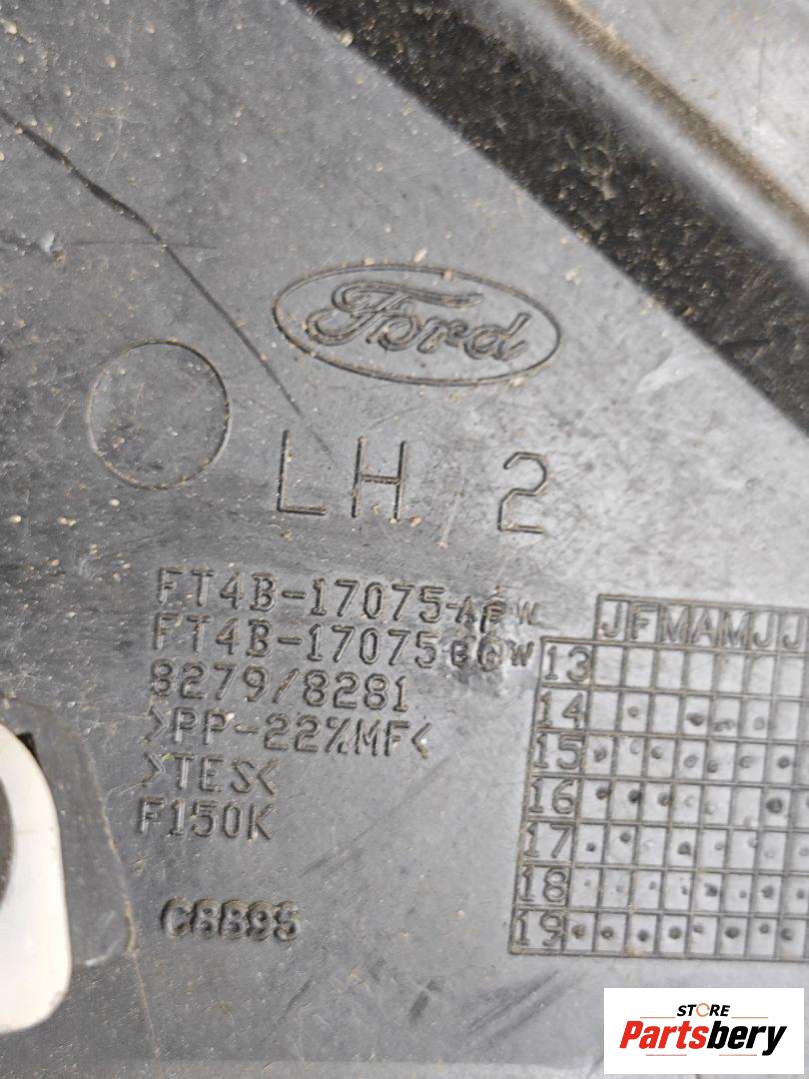 Ford
LH 2
FT4B-17075
FT4B-17075
8279/8281
>PP-22%MF<
>TES<
F150K
C8895
JFMAMJJ
13
14
15
16
17
18
19
STORE
Partsbery